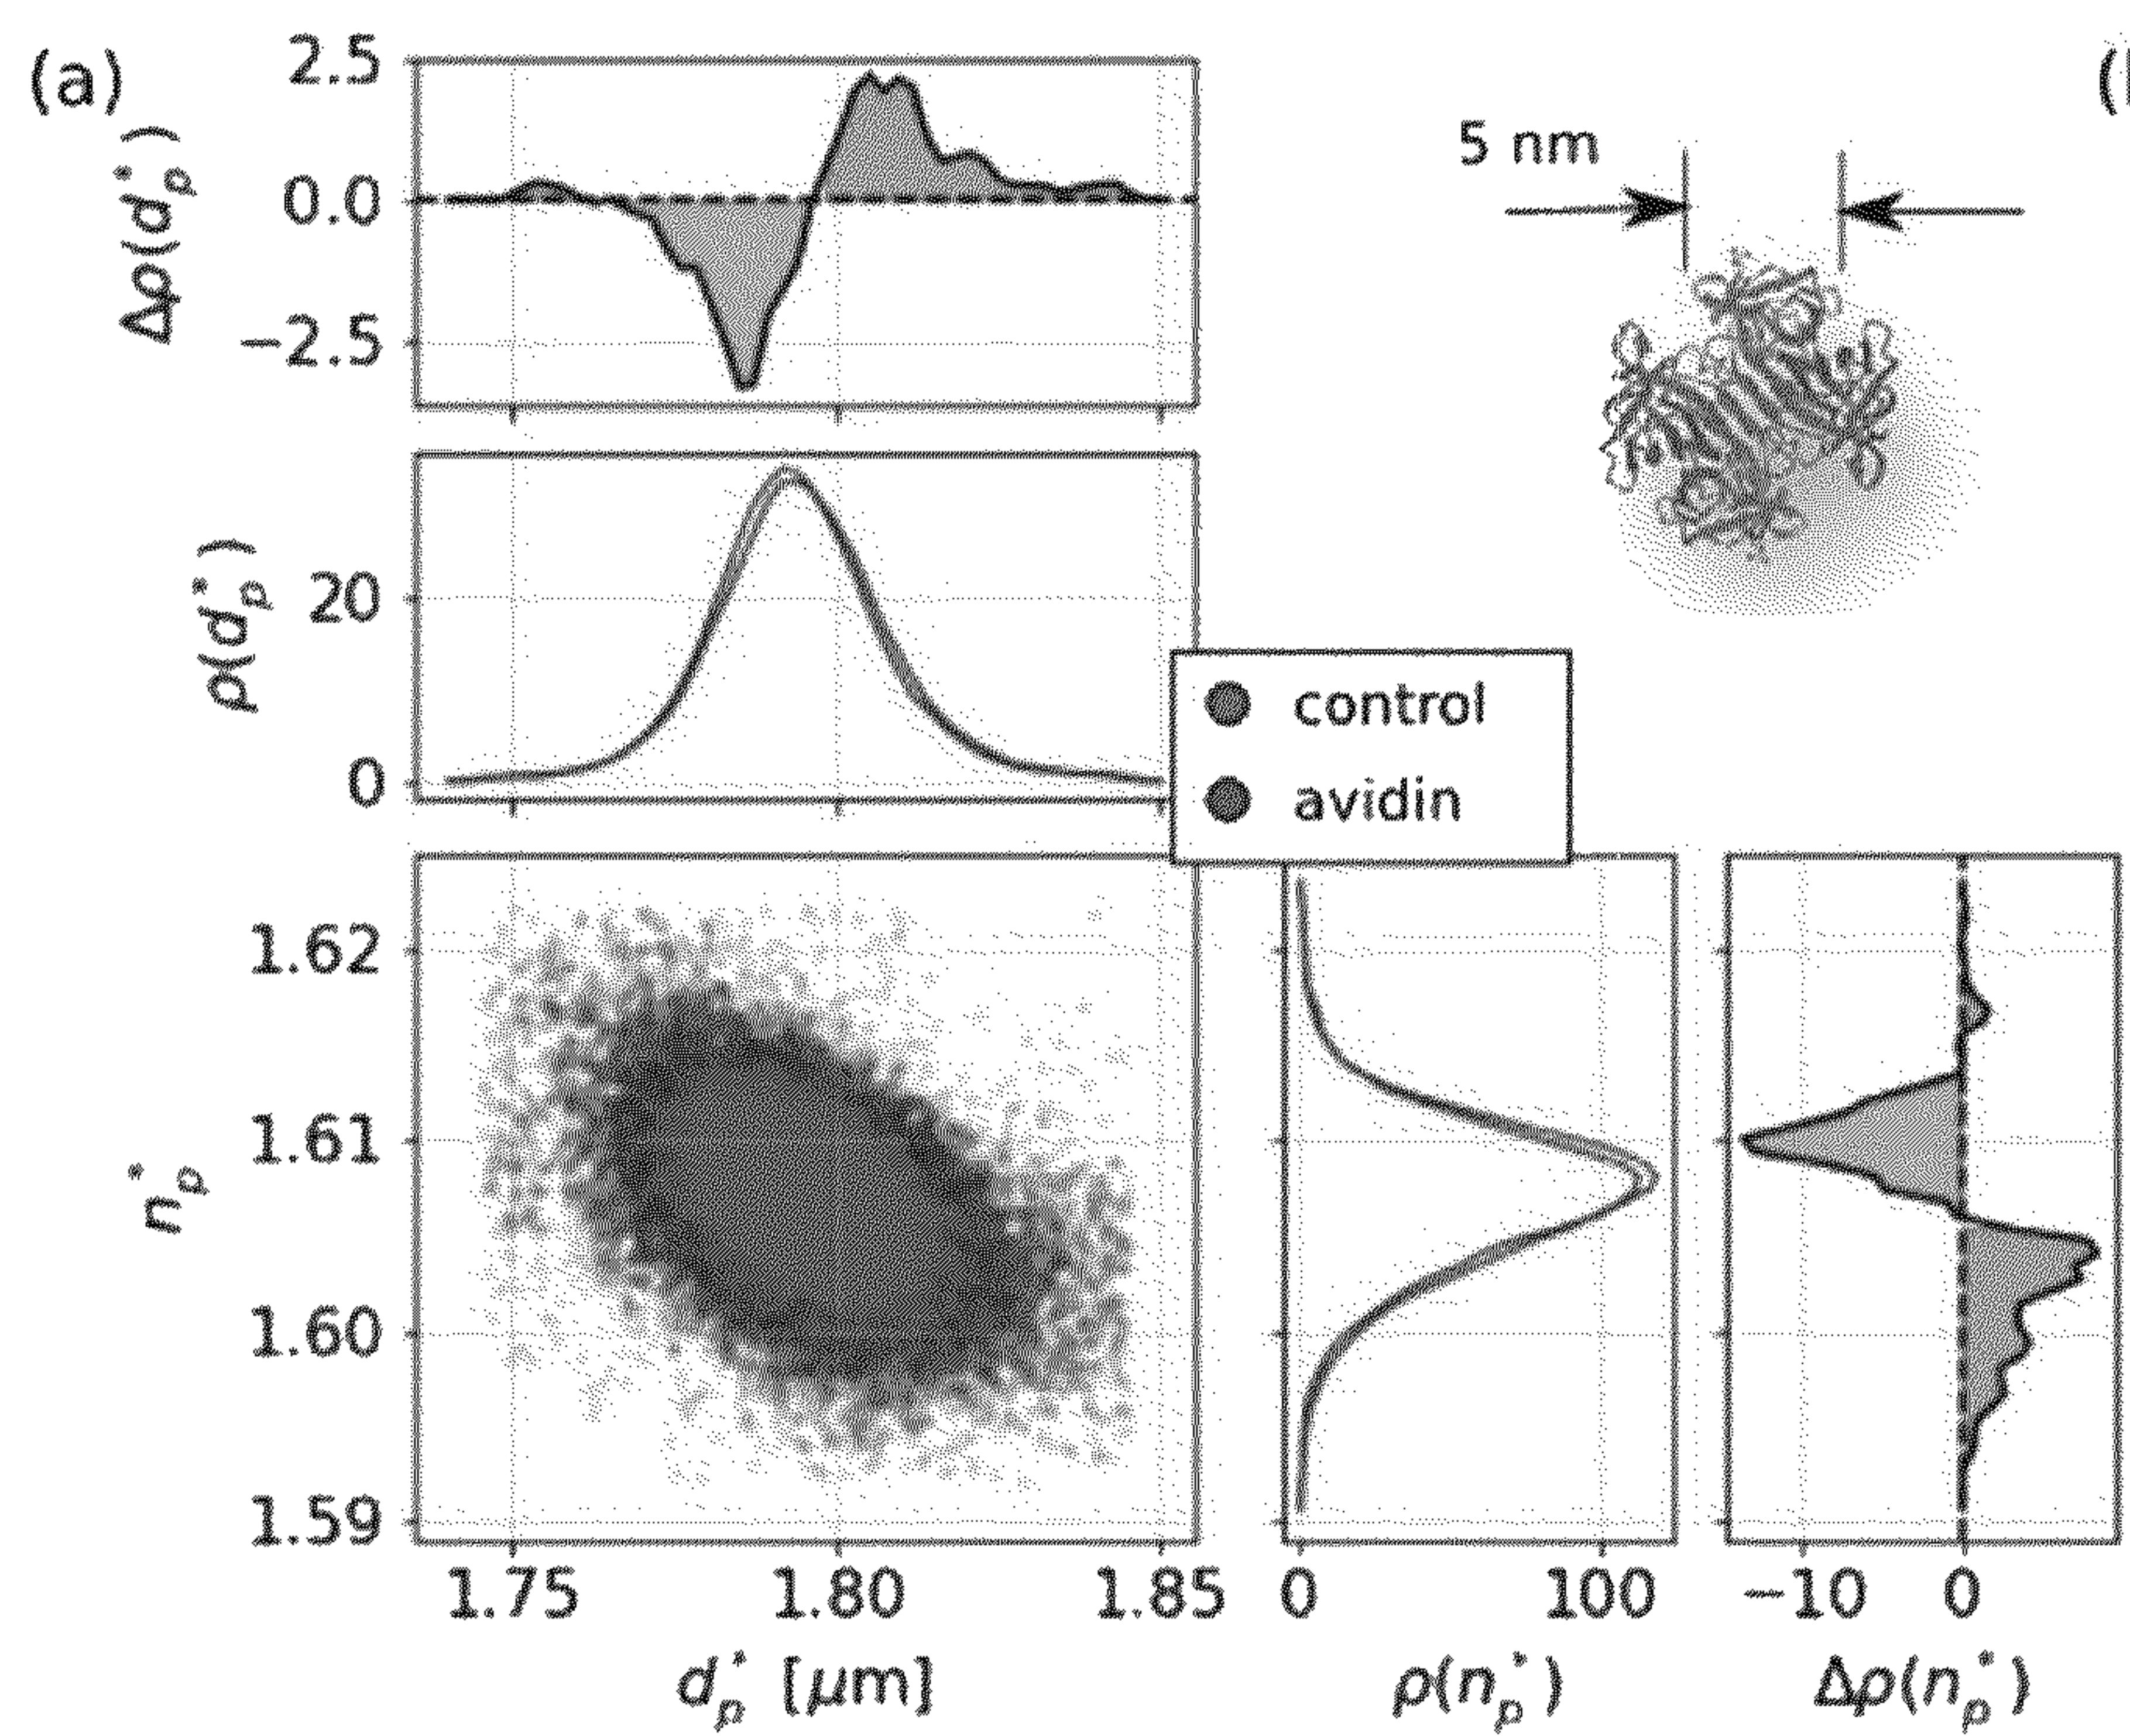 (a)
Δρ(d*p)
2.5
0.0
−2.5
5 nm
ρ(d*p)
20
0
control
avidin
n*p
1.62
1.61
1.60
1.59
1.75 1.80 1.85
d*p [μm]
0 100
ρ(n*p)
−10 0
Δρ(n*p)